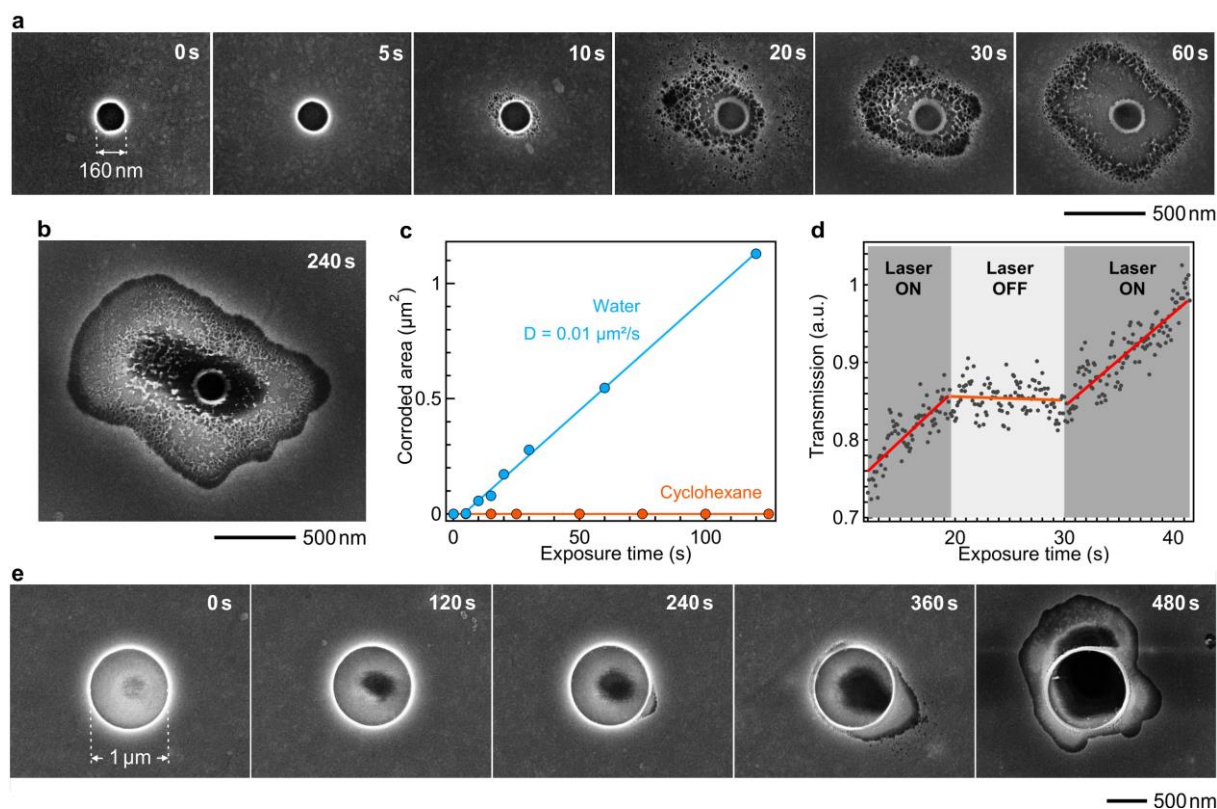 a
0 s
5 s
10 s
20 s
30 s
60 s
160 nm
500 nm
b
240 s
500 nm
c
Corroded area (µm²)
1
0.5
0
Water
D = 0.01 µm²/s
Cyclohexane
0
50
100
Exposure time (s)
d
Transmission (a.u.)
1
0.9
0.8
0.7
Laser
ON
Laser
OFF
Laser
ON
20
30
40
Exposure time (s)
e
0 s
120 s
240 s
360 s
480 s
1 µm
500 nm